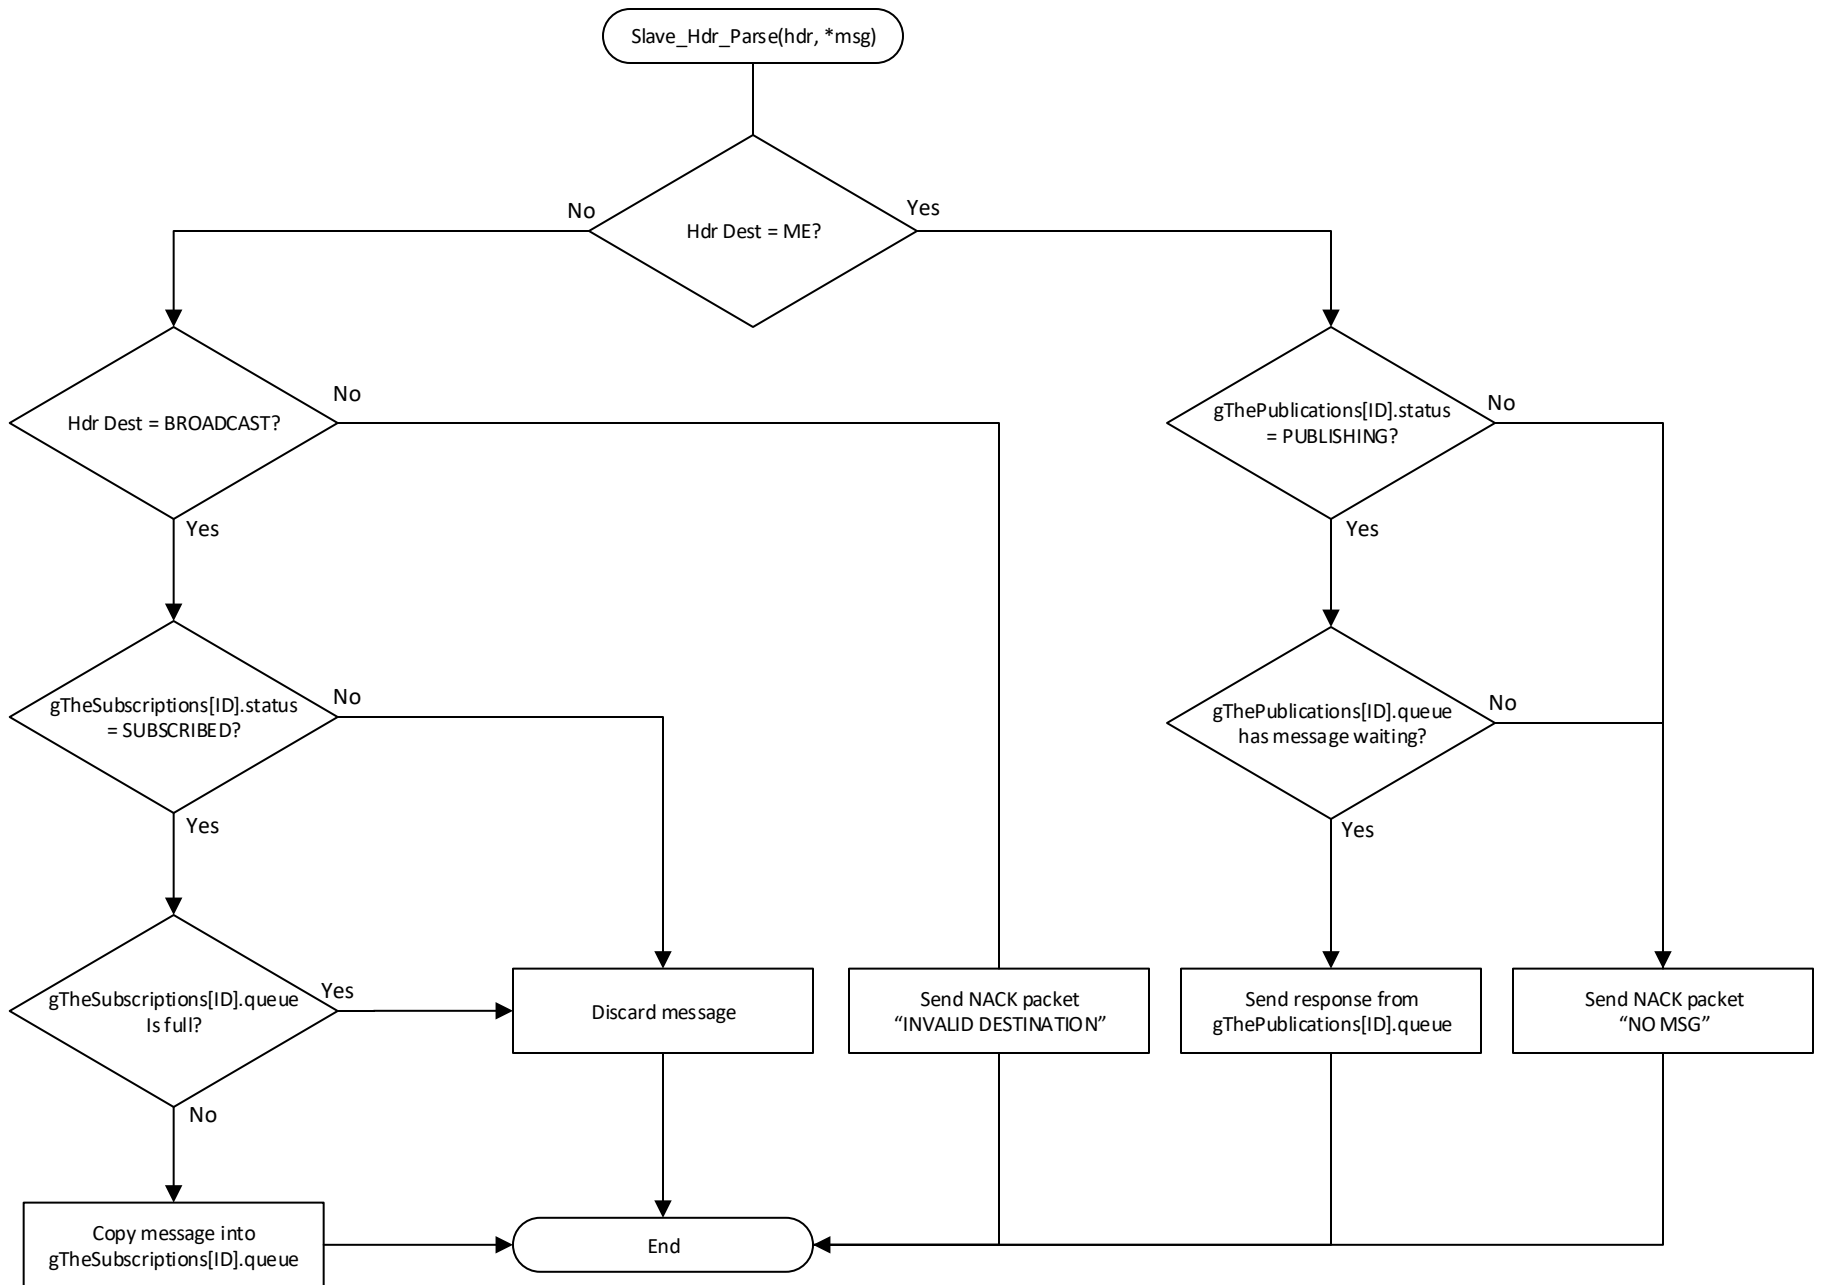 Slave_Hdr_Parse(hdr, *msg)
No
Yes
Hdr Dest = ME?
No
No
Hdr Dest = BROADCAST?
gThePublications[ID].status
= PUBLISHING?
Yes
Yes
No
No
gTheSubscriptions[ID].status
= SUBSCRIBED?
gThePublications[ID].queue
has message waiting?
Yes
Yes
gTheSubscriptions[ID].queue
Is full?
Yes
Discard message
Send NACK packet
“INVALID DESTINATION”
Send response from
gThePublications[ID].queue
Send NACK packet
“NO MSG”
No
Copy message into
gTheSubscriptions[ID].queue
End